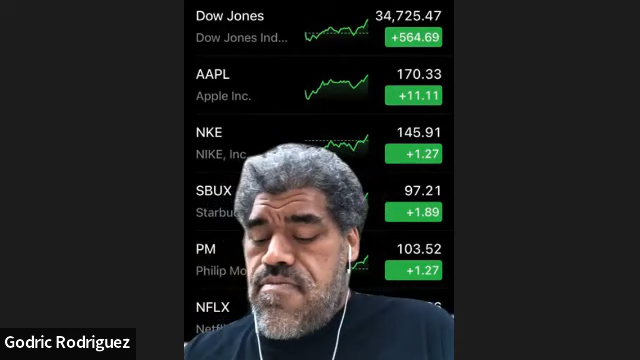 Dow Jones
34,725.47
Dow Jones Ind...
+564.69
AAPL
170.33
Apple Inc.
+11.11
NKE
145.91
NIKE, Inc.
+1.27
SBUX
97.21
+1.89
PM
103.52
+1.27
NFLX
Godric Rodriguez